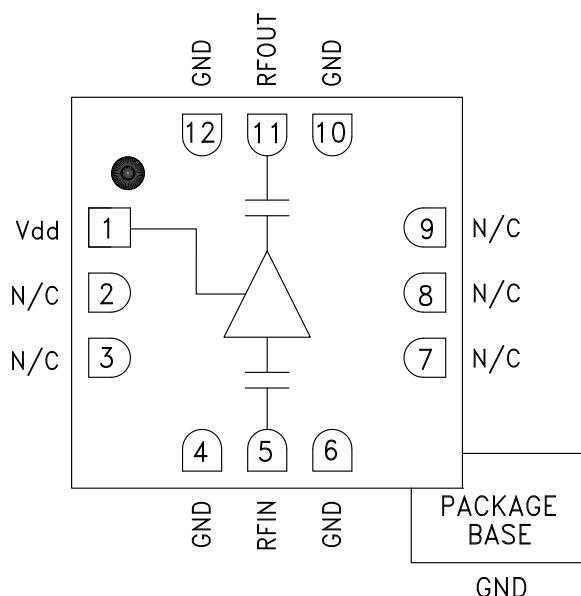 GND RFOUT GND
12 11 10
Vdd 1 9 N/C
N/C 2 8 N/C
N/C 3 7 N/C
4 5 6
GND RFIN GND
PACKAGE
BASE
GND